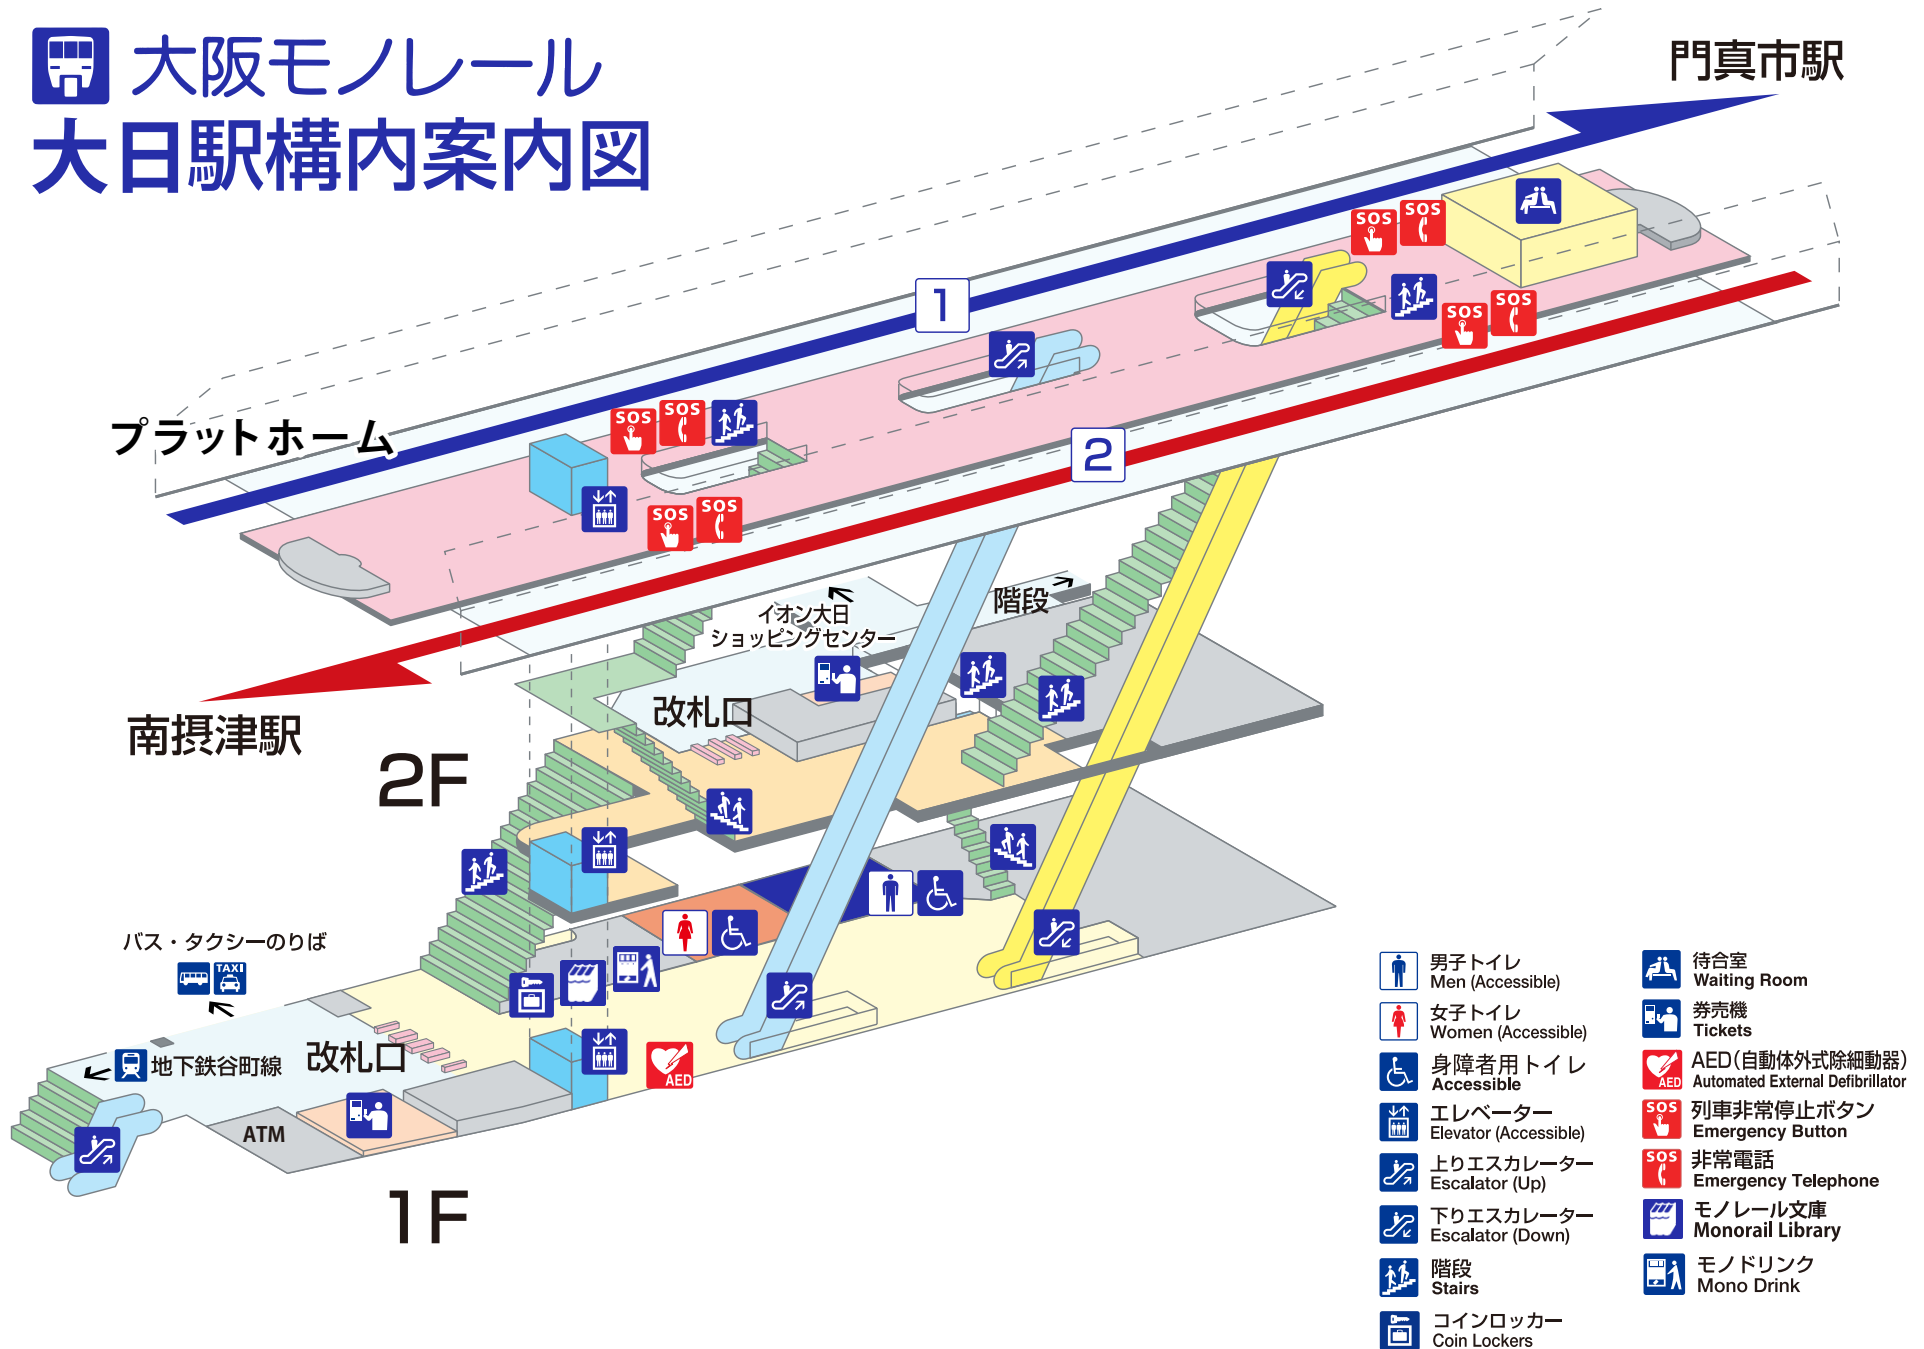 大阪モノレール
大日駅構内案内図
門真市駅
SOS
SOS
1
SOS
SOS
プラットホーム
SOS
SOS
2
SOS
SOS
階段
イオン大日
ショッピングセンター
改札口
南摂津駅
2F
バス・タクシーのりば
TAXI
地下鉄谷町線
改札口
AED
ATM
1F
男子トイレ
Men (Accessible)
女子トイレ
Women (Accessible)
身障者用トイレ
Accessible
エレベーター
Elevator (Accessible)
上りエスカレーター
Escalator (Up)
下りエスカレーター
Escalator (Down)
階段
Stairs
コインロッカー
Coin Lockers
待合室
Waiting Room
券売機
Tickets
AED
AED(自動体外式除細動器)
Automated External Defibrillator
SOS
列車非常停止ボタン
Emergency Button
SOS
非常電話
Emergency Telephone
モノレール文庫
Monorail Library
モノドリンク
Mono Drink